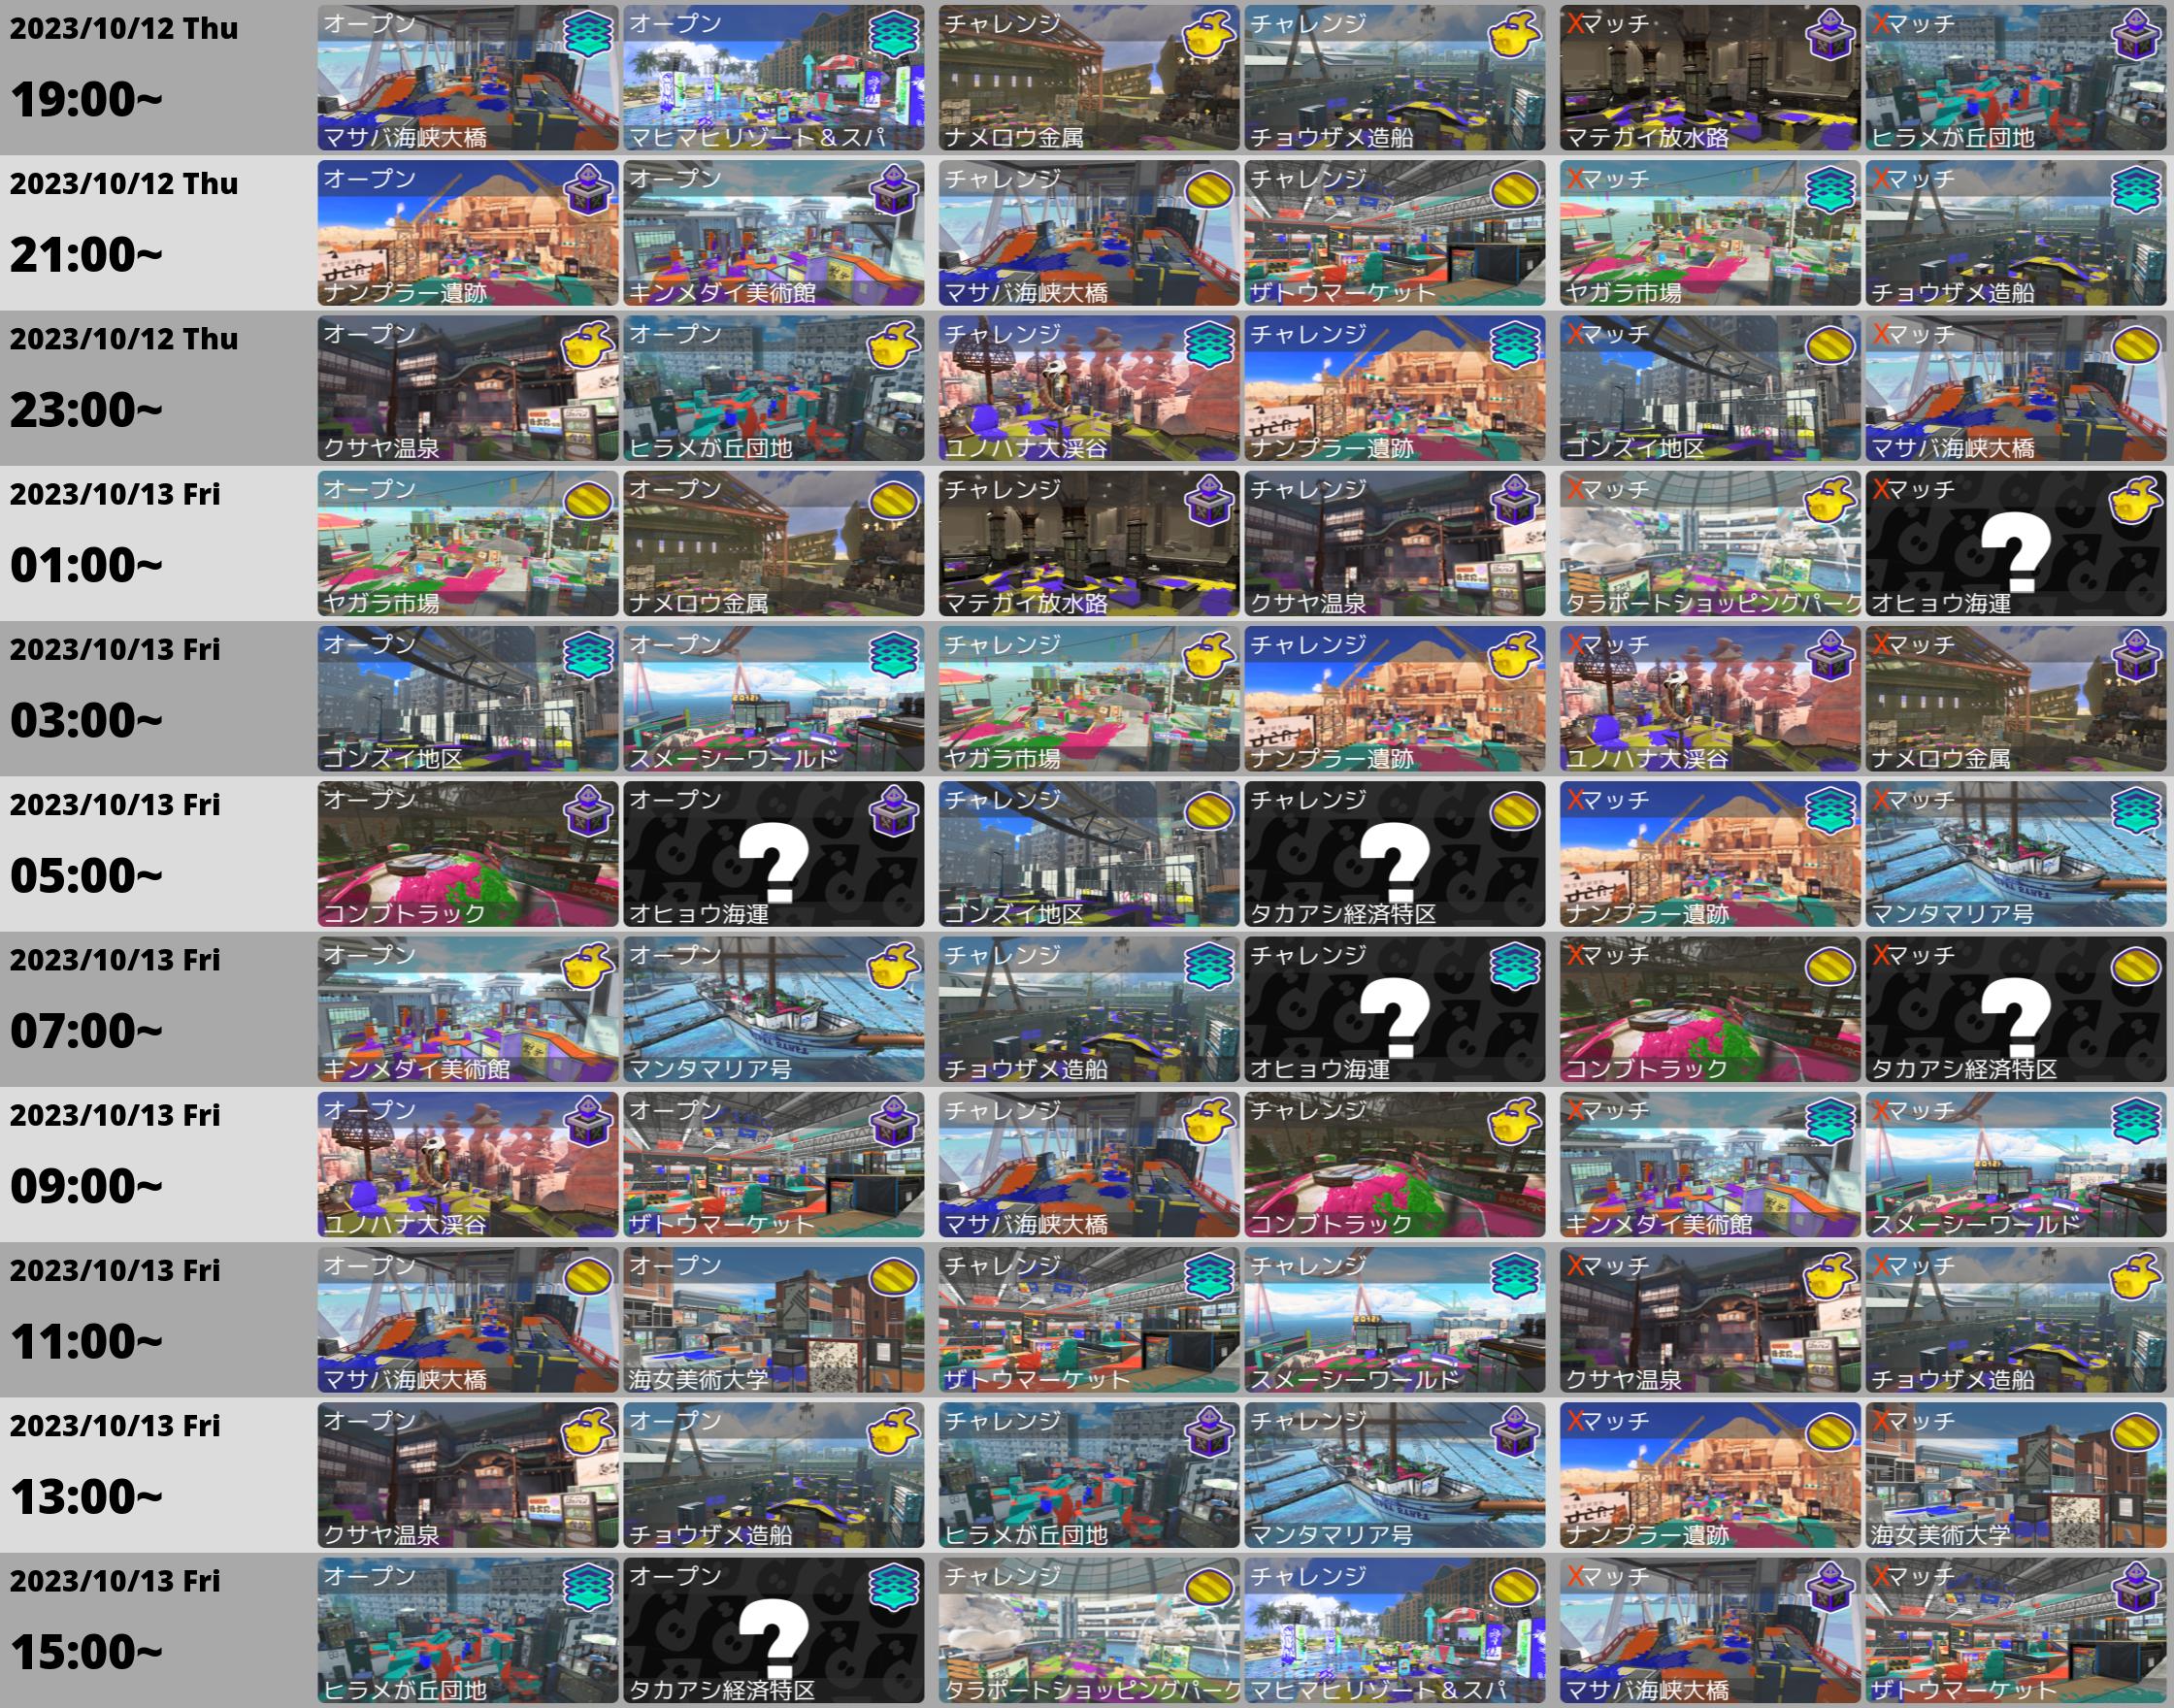 2023/10/12 Thu
19:00~
オープン
マサバ海峡大橋
オープン
マヒマヒリゾート＆スパ
チャレンジ
ナメロウ金属
チャレンジ
チョウザメ造船
Xマッチ
マテガイ放水路
Xマッチ
ヒラメが丘団地
2023/10/12 Thu
21:00~
オープン
ナンプラー遺跡
オープン
キンメダイ美術館
チャレンジ
マサバ海峡大橋
チャレンジ
ザトウマーケット
Xマッチ
ヤガラ市場
Xマッチ
チョウザメ造船
2023/10/12 Thu
23:00~
オープン
クサヤ温泉
オープン
ヒラメが丘団地
チャレンジ
ユノハナ大渓谷
チャレンジ
ナンプラー遺跡
Xマッチ
ゴンズイ地区
Xマッチ
マサバ海峡大橋
2023/10/13 Fri
01:00~
オープン
ヤガラ市場
オープン
ナメロウ金属
チャレンジ
マテガイ放水路
チャレンジ
クサヤ温泉
Xマッチ
タラポートショッピングパーク
Xマッチ
?
オヒョウ海運
2023/10/13 Fri
03:00~
オープン
ゴンズイ地区
オープン
スメーシーワールド
チャレンジ
ヤガラ市場
チャレンジ
ナンプラー遺跡
Xマッチ
ユノハナ大渓谷
Xマッチ
ナメロウ金属
2023/10/13 Fri
05:00~
オープン
コンブトラック
オープン
?
オヒョウ海運
チャレンジ
ゴンズイ地区
チャレンジ
?
タカアシ経済特区
Xマッチ
ナンプラー遺跡
Xマッチ
マンタマリア号
2023/10/13 Fri
07:00~
オープン
キンメダイ美術館
オープン
マンタマリア号
チャレンジ
チョウザメ造船
チャレンジ
?
オヒョウ海運
Xマッチ
コンブトラック
Xマッチ
?
タカアシ経済特区
2023/10/13 Fri
09:00~
オープン
ユノハナ大渓谷
オープン
ザトウマーケット
チャレンジ
マサバ海峡大橋
チャレンジ
コンブトラック
Xマッチ
キンメダイ美術館
Xマッチ
スメーシーワールド
2023/10/13 Fri
11:00~
オープン
マサバ海峡大橋
オープン
海女美術大学
チャレンジ
ザトウマーケット
チャレンジ
スメーシーワールド
Xマッチ
クサヤ温泉
Xマッチ
チョウザメ造船
2023/10/13 Fri
13:00~
オープン
クサヤ温泉
オープン
チョウザメ造船
チャレンジ
ヒラメが丘団地
チャレンジ
マンタマリア号
Xマッチ
ナンプラー遺跡
Xマッチ
海女美術大学
2023/10/13 Fri
15:00~
オープン
ヒラメが丘団地
オープン
?
タカアシ経済特区
チャレンジ
タラポートショッピングパーク
チャレンジ
マヒマヒリゾート＆スパ
Xマッチ
マサバ海峡大橋
Xマッチ
ザトウマーケット